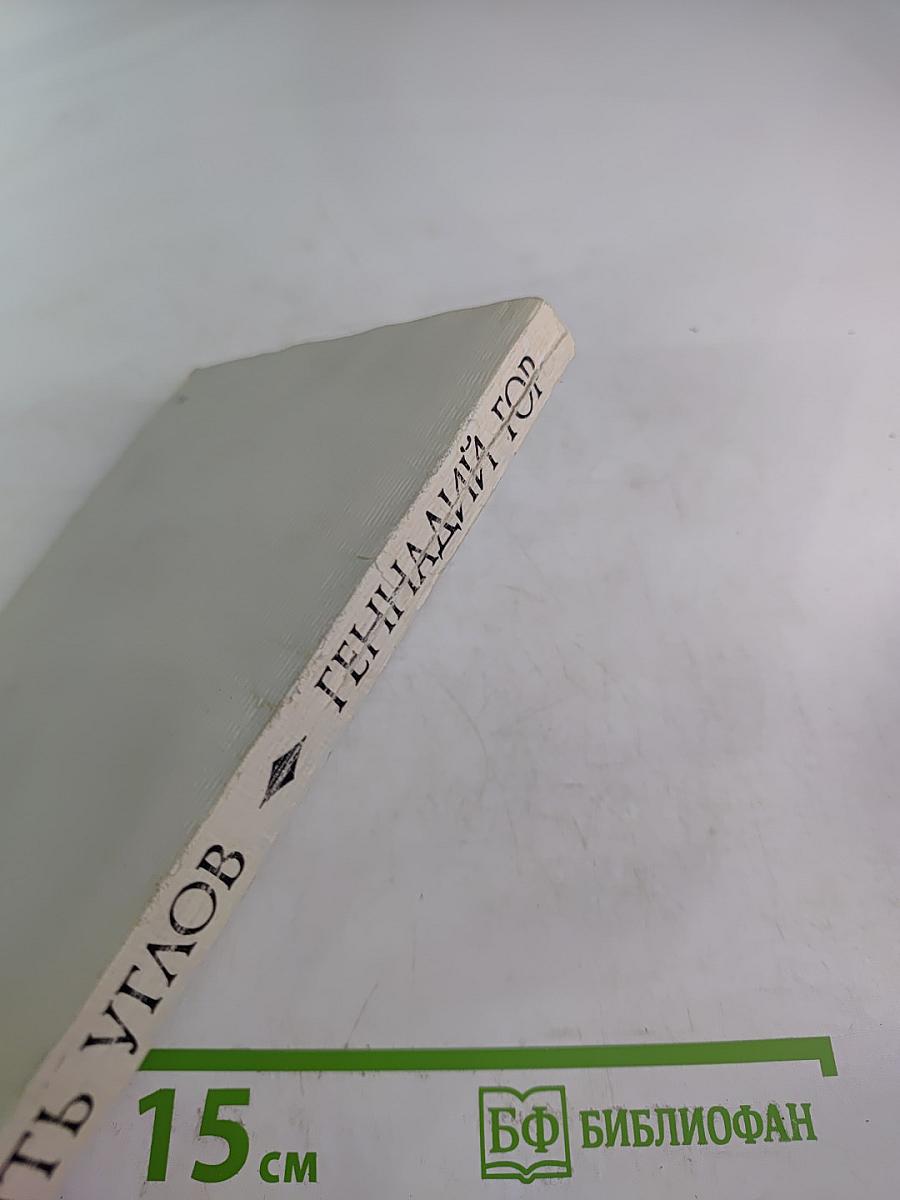 ТЬ УГЛОВ ♦ ГЕННАДИЙ ГОР
15 см
БФ БИБЛИОФАН